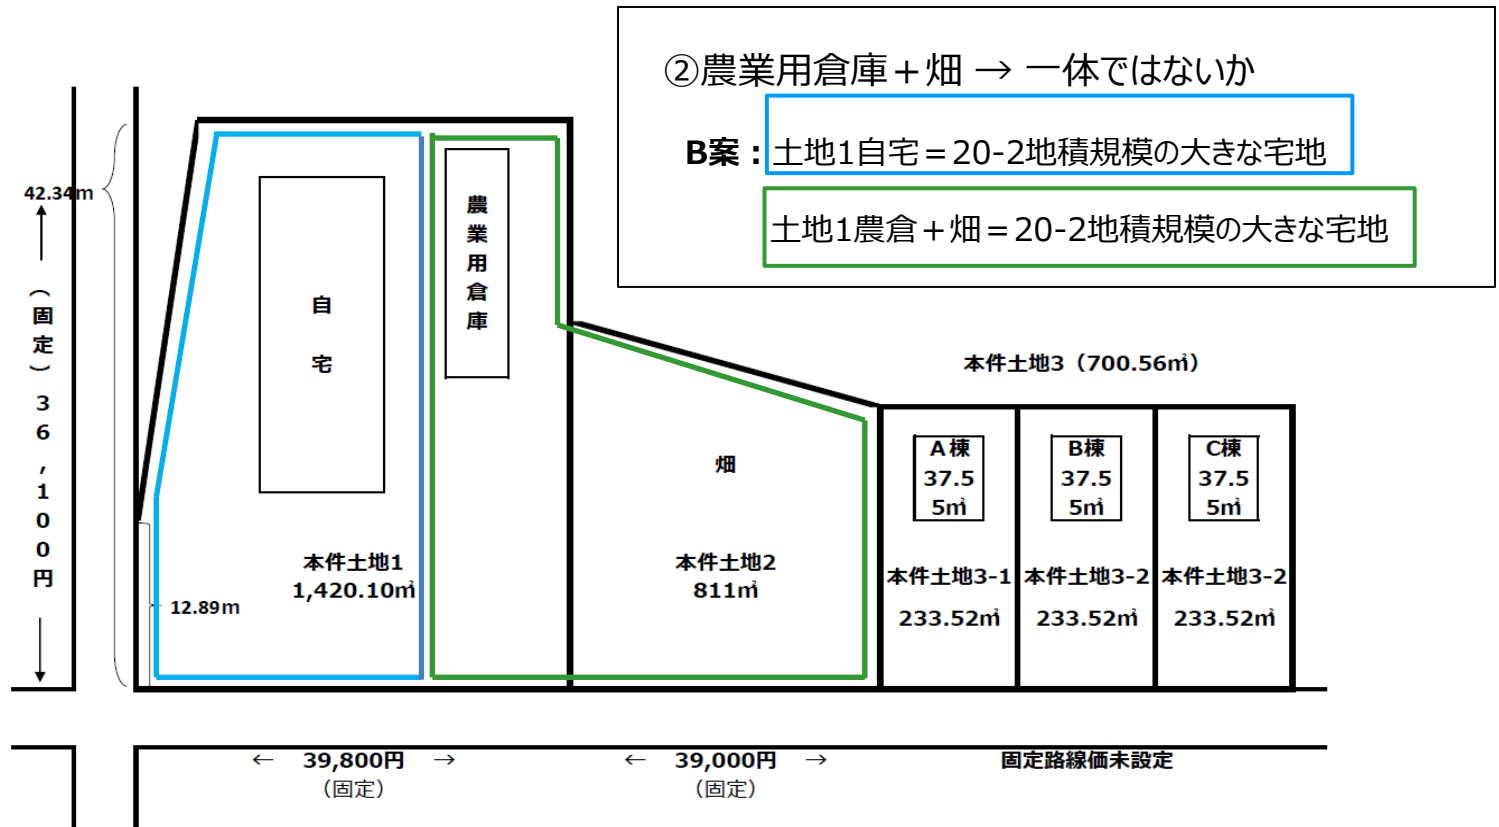 ②農業用倉庫＋畑 → 一体ではないか
B案：土地1自宅＝20-2地積規模の大きな宅地
土地1農倉＋畑＝20-2地積規模の大きな宅地
42.34m
（固定）36,100円
12.89m
自宅
農業用倉庫
本件土地1
1,420.10㎡
畑
本件土地2
811㎡
本件土地3（700.56㎡）
A棟
37.5
5㎡
B棟
37.5
5㎡
C棟
37.5
5㎡
本件土地3-1
233.52㎡
本件土地3-2
233.52㎡
本件土地3-2
233.52㎡
← 39,800円 →
（固定）
← 39,000円 →
（固定）
固定路線価未設定